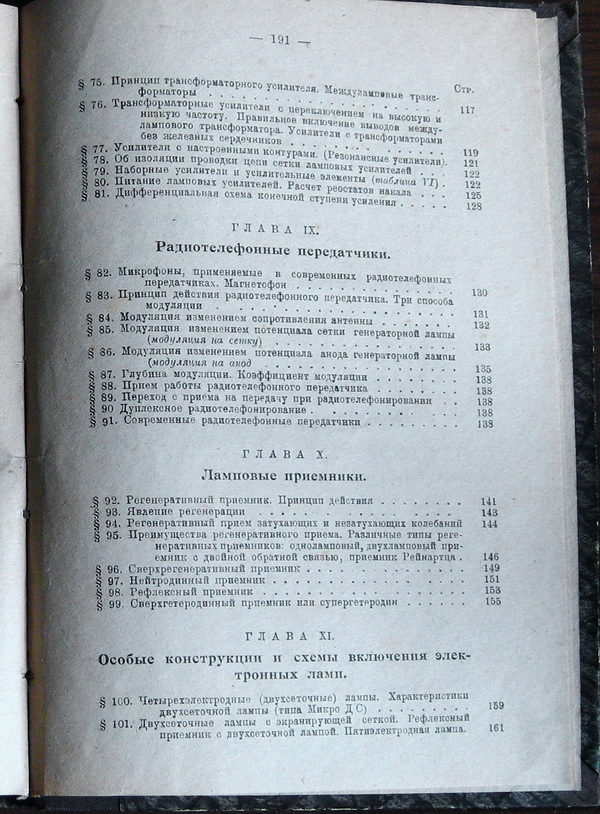 — 191 —
Стр.
§ 75. Принцип трансформаторного усилителя. Междуламповые транс-
форматоры . . . . . . . . . . . . . . . 117
§ 76. Трансформаторные усилители с переключением на высокую и
низкую частоту. Правильное включение выводов между-
лампового трансформатора. Усилители с трансформаторами
без железных сердечников . . . . . . . . . . 119
§ 77. Усилители с настроенными контурами. (Резонансные усилители). 121
§ 78. Об изоляции проводки цепи сетки ламповых усилителей . . . 122
§ 79. Наборные усилители и усилительные элементы (таблица VI) . 122
§ 80. Питание ламповых усилителей. Расчет реостатов накала . . . 125
§ 81. Дифференциальная схема конечной ступени усиления . . . . . 128
ГЛАВА IX.
Радиотелефонные передатчики.
§ 82. Микрофоны, применяемые в современных радиотелефонных
передатчиках. Магнетофон . . . . . . . . . . 130
§ 83. Принцип действия радиотелефонного передатчика. Три способа
модуляции . . . . . . . . . . . . . . . 131
§ 84. Модуляция изменением сопротивления антенны . . . . . . . 132
§ 85. Модуляция изменением потенциала сетки генераторной лампы
(модуляция на сетку) . . . . . . . . . . . . 133
§ 86. Модуляция изменением потенциала анода генераторной лампы
(модуляция на анод . . . . . . . . . . . . 135
§ 87. Глубина модуляции. Коэффициент модуляции . . . . . . . 138
§ 88. Прием работы радиотелефонного передатчика . . . . . . . 138
§ 89. Переход с приема на передачу при радиотелефонировании . . 138
§ 90 Дуплексное радиотелефонирование . . . . . . . . . . . 138
§ 91. Современные радиотелефонные передатчики . . . . . . . . 138
ГЛАВА X.
Ламповые приемники.
§ 92. Регенеративный приемник. Принцип действия . . . . . . . 141
§ 93. Явление регенерации . . . . . . . . . . . . . . 143
§ 94. Регенеративный прием затухающих и незатухающих колебаний 144
§ 95. Преимущества регенеративного приема. Различные типы реге-
неративных приемников: одноламповый, двухламповый при-
емник с двойной обратной связью, приемник Рейнартца . 146
§ 96. Сверхрегенеративный приемник . . . . . . . . . . . . 149
§ 97. Нейтродинный приемник . . . . . . . . . . . . . . 151
§ 98. Рефлексный приемник . . . . . . . . . . . . . . . 153
§ 99. Сверхгетеродинный приемник или супергетеродин . . . . . 155
ГЛАВА XI.
Особые конструкции и схемы включения элек-
тронных ламп.
§ 100. Четырехэлектродные (двухсеточные) лампы. Характеристики
двухсеточной лампы (типа Микро ДС) . . . . . . . . . 159
§ 101. Двухсеточные лампы с экранирующей сеткой. Рефлексный
приемник с двухсеточной лампой. Пятиэлектродная лампа. 161